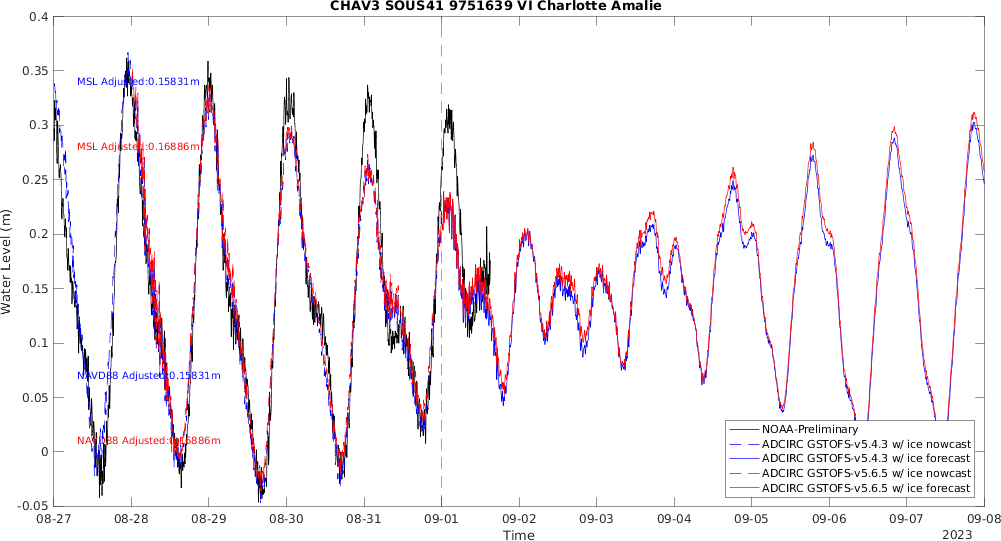 CHAV3 SOUS41 9751639 VI Charlotte Amalie
0.4
0.35
0.3
0.25
0.2
0.15
0.1
0.05
0
-0.05
Water Level (m)
MSL Adjusted:0.15831m
MSL Adjusted:0.16886m
NAVD88 Adjusted:0.15831m
NAVD88 Adjusted:0.16886m
NOAA-Preliminary
ADCIRC GSTOFS-v5.4.3 w/ ice nowcast
ADCIRC GSTOFS-v5.4.3 w/ ice forecast
ADCIRC GSTOFS-v5.6.5 w/ ice nowcast
ADCIRC GSTOFS-v5.6.5 w/ ice forecast
08-27 08-28 08-29 08-30 08-31 09-01 09-02 09-03 09-04 09-05 09-06 09-07 09-08
Time
2023